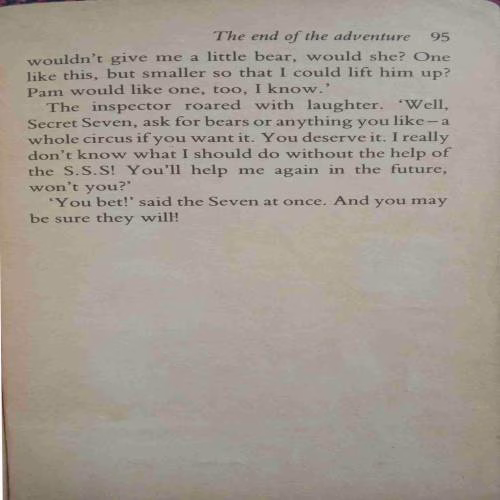 The end of the adventure 95
wouldn't give me a little bear, would she? One
like this, but smaller so that I could lift him up?
Pam would like one, too, I know.'
The inspector roared with laughter. 'Well,
Secret Seven, ask for bears or anything you like—a
whole circus if you want it. You deserve it. I really
don't know what I should do without the help of
the S.S.S! You'll help me again in the future,
won't you?'
'You bet!' said the Seven at once. And you may
be sure they will!